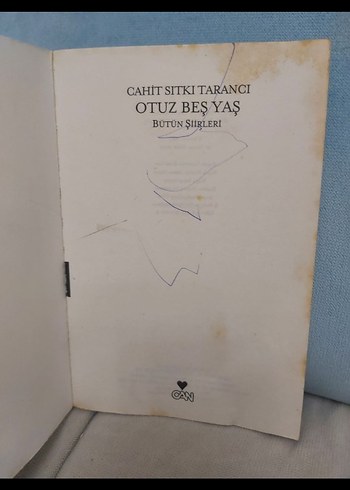 CAHİT SITKI TARANCI
OTUZ BEŞ YAŞ
BÜTÜN ŞİİRLERİ
CAN